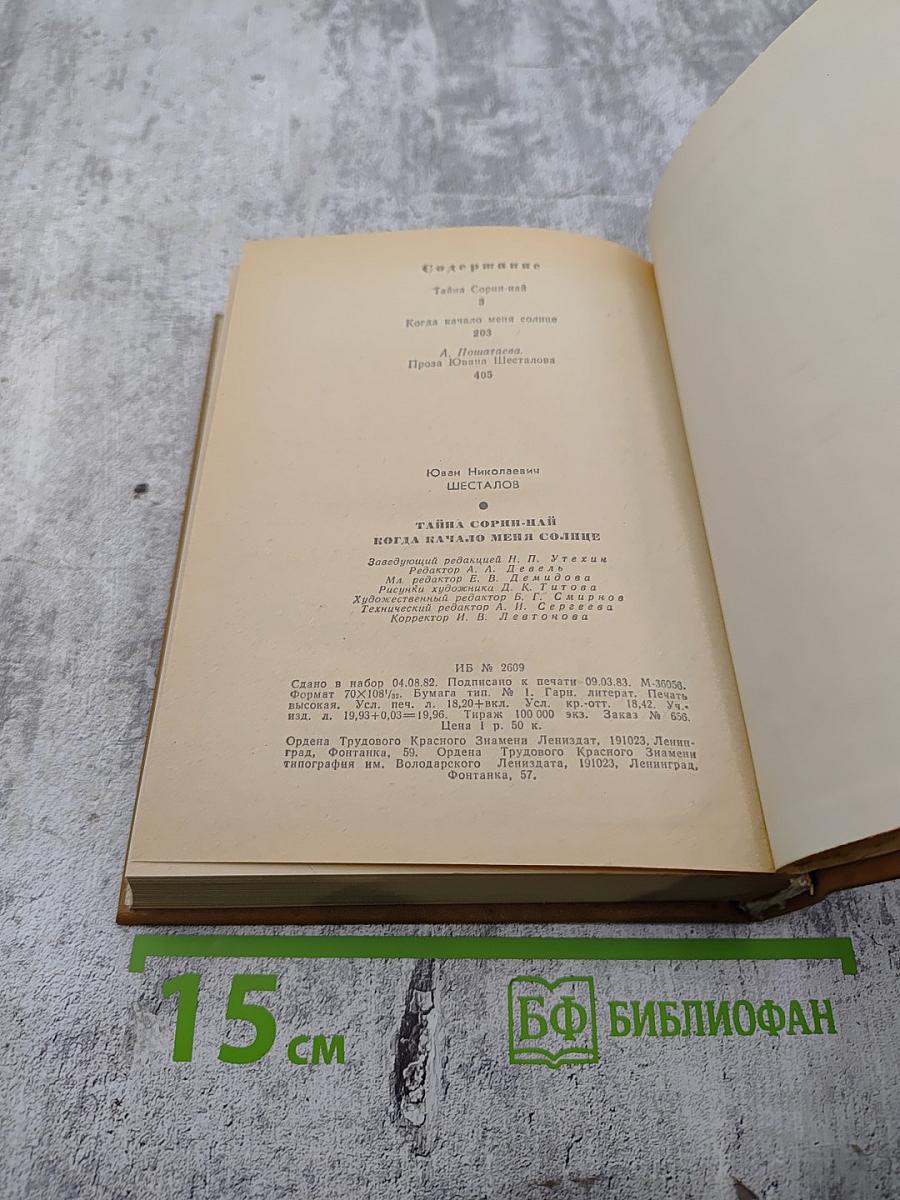 Содержание
Тайна Сорни-най
3
Когда качало меня солнце
203
А. Пошатаева.
Проза Ювана Шесталова
405
Юван Николаевич
ШЕСТАЛОВ
ТАЙНА СОРНИ-НАЙ
КОГДА КАЧАЛО МЕНЯ СОЛНЦЕ
Заведующий редакцией Н. П. Утехин
Редактор А. А. Девель
Мл. редактор Е. В. Демидова
Рисунки художника Д. К. Титова
Художественный редактор Б. Г. Смирнов
Технический редактор А. И. Сергеева
Корректор И. В. Левтонова
ИБ № 2609
Сдано в набор 04.08.82. Подписано к печати 09.03.83. М-36056.
Формат 70×108¹/₃₂. Бумага тип. № 1. Гарн. литерат. Печать
высокая. Усл. печ. л. 18,20+вкл. Усл. кр.-отт. 18,42. Уч.-
изд. л. 19,93+0,03=19,96. Тираж 100 000 экз. Заказ № 656.
Цена 1 р. 50 к.
Ордена Трудового Красного Знамени Лениздат, 191023, Ленин-
град, Фонтанка, 59. Ордена Трудового Красного Знамени
типография им. Володарского Лениздата, 191023, Ленинград,
Фонтанка, 57.
15 см
БФ БИБЛИОФАН